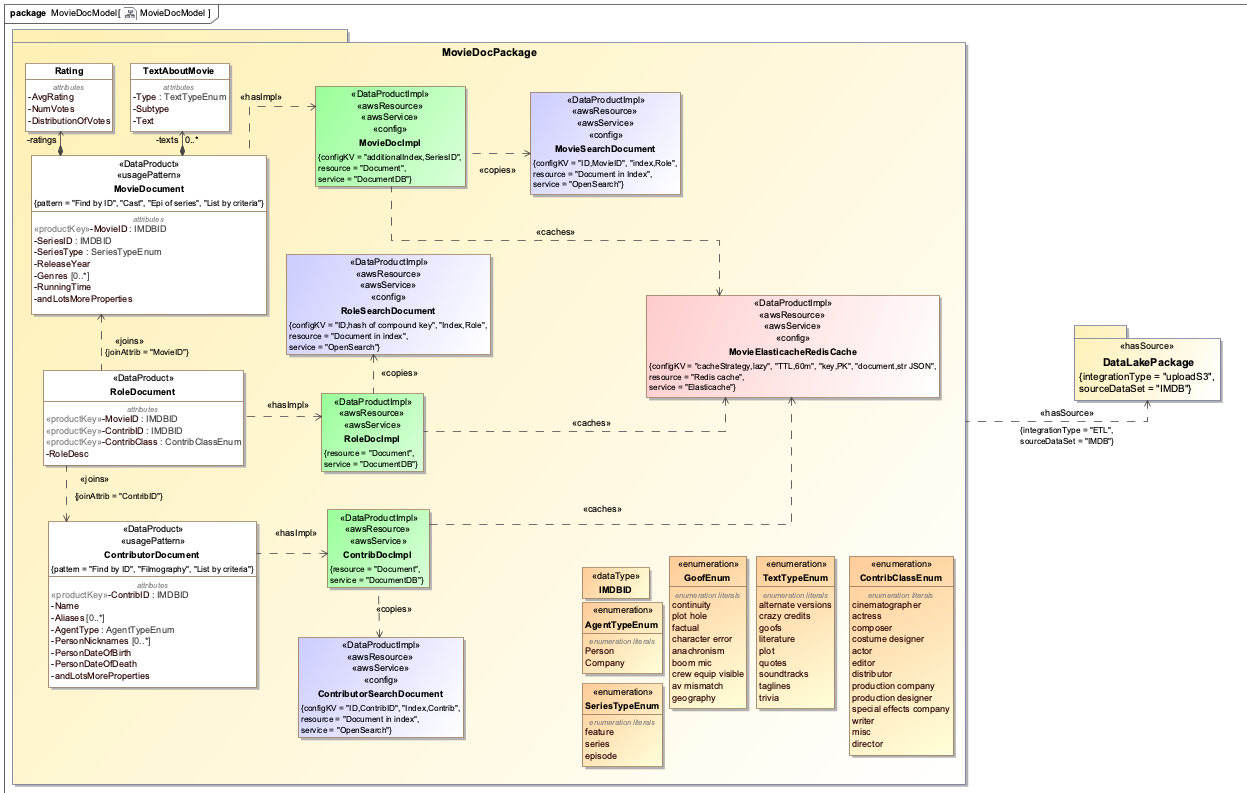 package MovieDocModel[ MovieDocModel ]
MovieDocPackage
Rating
attributes
-AvgRating
-NumVotes
-DistributionOfVotes
TextAboutMovie
attributes
-Type : TextTypeEnum
-Subtype
-Text
-ratings
-texts 0..*
«hasImpl»
«DataProduct»
«usagePattern»
MovieDocument
{pattern = "Find by ID", "Cast", "Epi of series", "List by criteria"}
attributes
«productKey»-MovieID : IMDBID
-SeriesID : IMDBID
-SeriesType : SeriesTypeEnum
-ReleaseYear
-Genres [0..*]
-RunningTime
-andLotsMoreProperties
«DataProductImpl»
«awsResource»
«awsService»
«config»
MovieDocImpl
{configKV = "additionalIndex,SeriesID",
resource = "Document",
service = "DocumentDB"}
«copies»
«DataProductImpl»
«awsResource»
«awsService»
«config»
MovieSearchDocument
{configKV = "ID,MovieID", "index,Role",
resource = "Document in Index",
service = "OpenSearch"}
«caches»
«DataProductImpl»
«awsResource»
«awsService»
«config»
RoleSearchDocument
{configKV = "ID,hash of compound key", "Index,Role",
resource = "Document in index",
service = "OpenSearch"}
«copies»
«DataProductImpl»
«awsResource»
«awsService»
«config»
MovieElasticacheRedisCache
{configKV = "cacheStrategy,lazy", "TTL,60m", "key,PK", "document,str JSON",
resource = "Redis cache",
service = "Elasticache"}
«hasSource»
DataLakePackage
{integrationType = "uploadS3",
sourceDataSet = "IMDB"}
«hasSource»
{integrationType = "ETL",
sourceDataSet = "IMDB"}
«joins»
{joinAttrib = "MovieID"}
«DataProduct»
RoleDocument
attributes
«productKey»-MovieID : IMDBID
«productKey»-ContribID : IMDBID
«productKey»-ContribClass : ContribClassEnum
-RoleDesc
«hasImpl»
«DataProductImpl»
«awsResource»
«awsService»
RoleDocImpl
{resource = "Document",
service = "DocumentDB"}
«caches»
«joins»
{joinAttrib = "ContribID"}
«DataProduct»
«usagePattern»
ContributorDocument
{pattern = "Find by ID", "Filmography", "List by criteria"}
attributes
«productKey»-ContribID : IMDBID
-Name
-Aliases [0..*]
-AgentType : AgentTypeEnum
-PersonNicknames [0..*]
-PersonDateOfBirth
-PersonDateOfDeath
-andLotsMoreProperties
«hasImpl»
«DataProductImpl»
«awsResource»
«awsService»
ContribDocImpl
{resource = "Document",
service = "DocumentDB"}
«caches»
«copies»
«DataProductImpl»
«awsResource»
«awsService»
«config»
ContributorSearchDocument
{configKV = "ID,ContribID", "Index,Contrib",
resource = "Document in index",
service = "OpenSearch"}
«dataType»
IMDBID
«enumeration»
AgentTypeEnum
enumeration literals
Person
Company
«enumeration»
SeriesTypeEnum
enumeration literals
feature
series
episode
«enumeration»
GoofEnum
enumeration literals
continuity
plot hole
factual
character error
anachronism
boom mic
crew equip visible
av mismatch
geography
«enumeration»
TextTypeEnum
enumeration literals
alternate versions
crazy credits
goofs
literature
plot
quotes
soundtracks
taglines
trivia
«enumeration»
ContribClassEnum
enumeration literals
cinematographer
actress
composer
costume designer
actor
editor
distributor
production company
production designer
special effects company
writer
misc
director